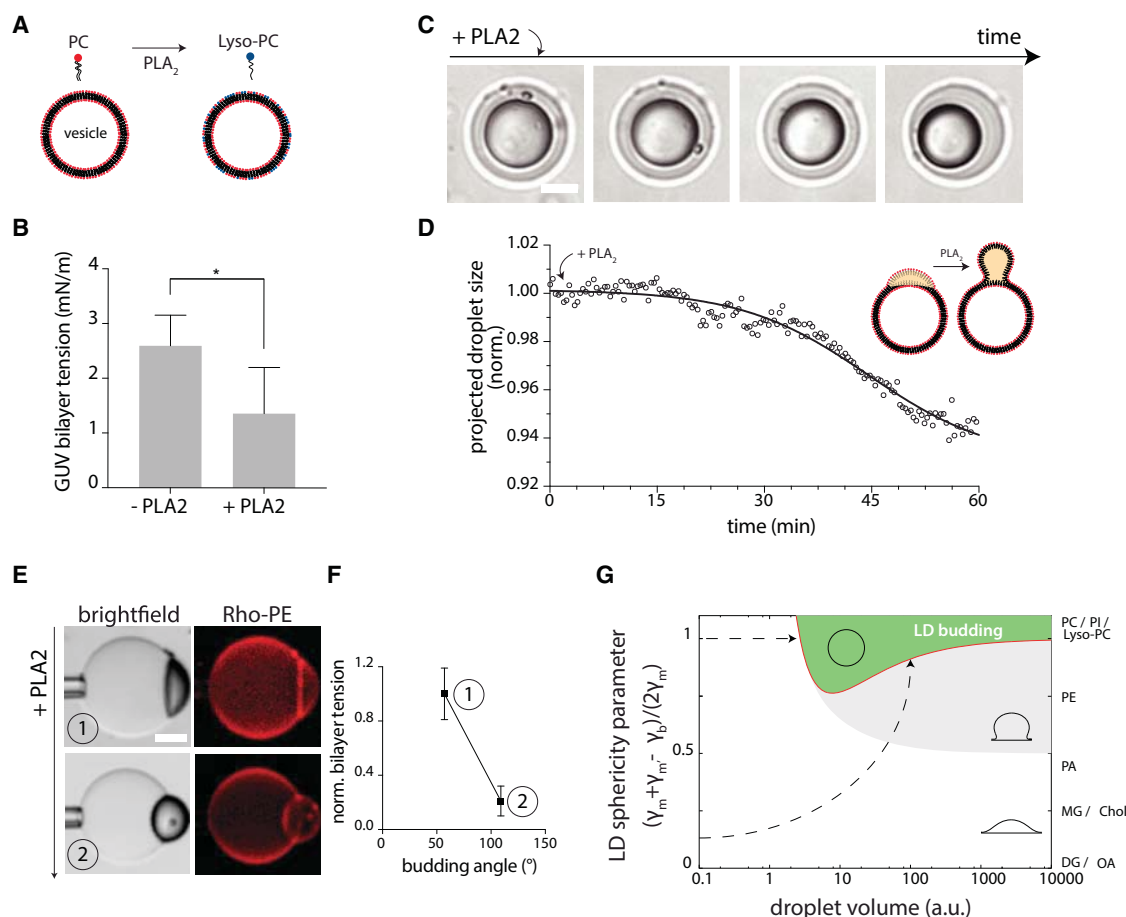 A
PC
Lyso-PC
PLA2
vesicle
B
GUV bilayer tension (mN/m)
4
3
2
1
0
*
- PLA2
+ PLA2
C
+ PLA2
time
D
projected droplet size
(norm.)
1.02
1.00
0.98
0.96
0.94
0.92
+ PLA2
PLA2
0
15
30
45
60
time (min)
E
brightfield
Rho-PE
+ PLA2
1
2
F
norm. bilayer tension
1.2
0.8
0.4
0.0
1
2
0
50
100
150
budding angle (°)
G
LD sphericity parameter
(γm+γm' - γb)/(2γm)
1
0.5
0
LD budding
PC / PI /
Lyso-PC
PE
PA
MG / Chol
DG / OA
0.1
1
10
100
1000
10000
droplet volume (a.u.)